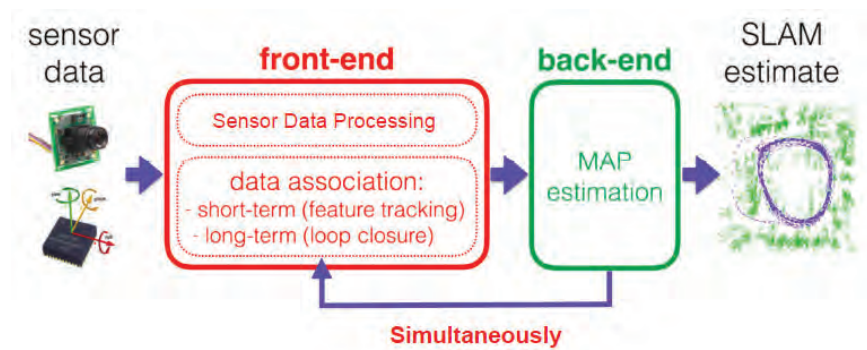 sensor
data
front-end
Sensor Data Processing
data association:
- short-term (feature tracking)
- long-term (loop closure)
back-end
MAP
estimation
SLAM
estimate
Simultaneously